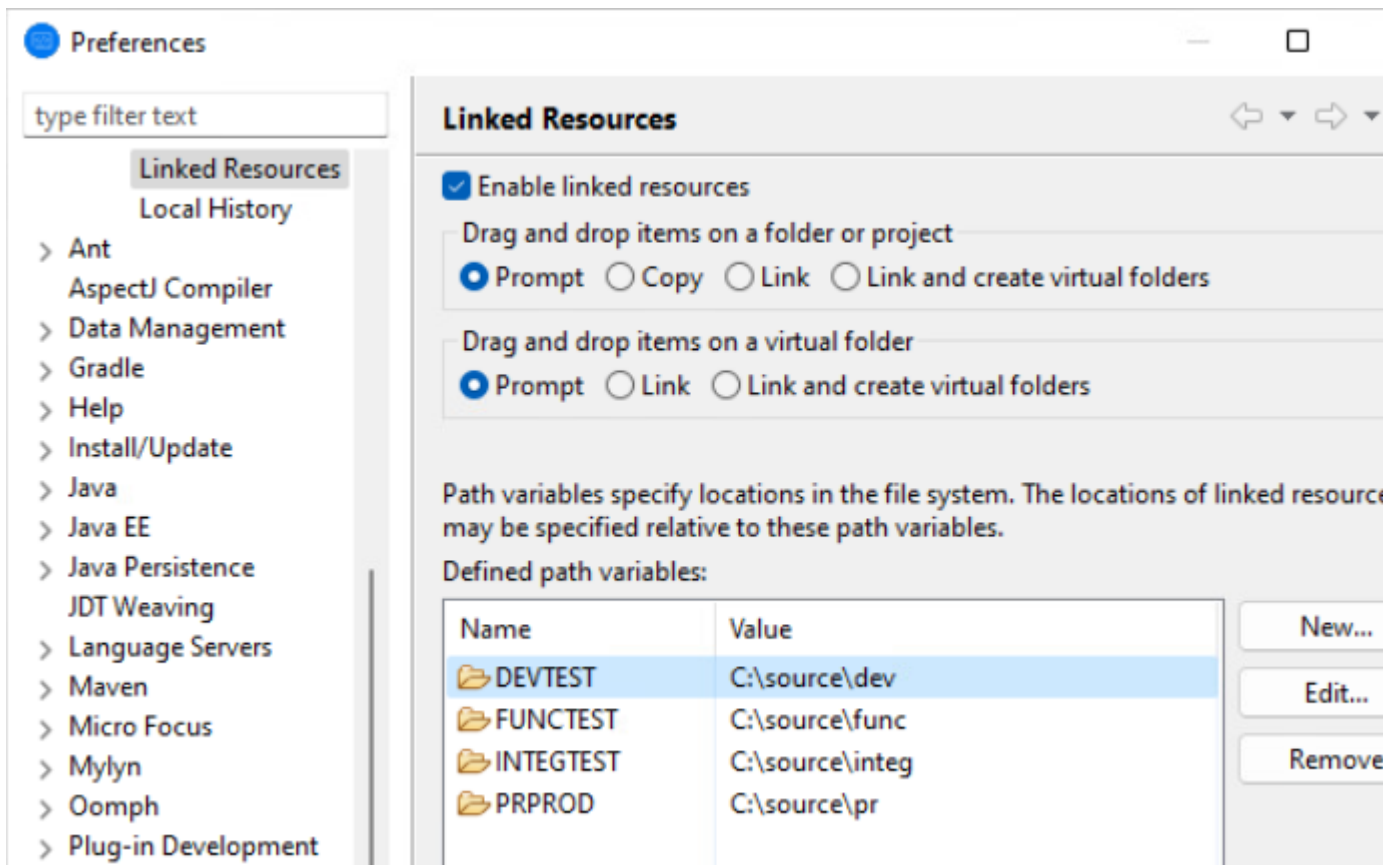 Preferences
type filter text
Linked Resources
Local History
Ant
AspectJ Compiler
Data Management
Gradle
Help
Install/Update
Java
Java EE
Java Persistence
JDT Weaving
Language Servers
Maven
Micro Focus
Mylyn
Oomph
Plug-in Development
Linked Resources
Enable linked resources
Drag and drop items on a folder or project
Prompt Copy Link Link and create virtual folders
Drag and drop items on a virtual folder
Prompt Link Link and create virtual folders
Path variables specify locations in the file system. The locations of linked resource
may be specified relative to these path variables.
Defined path variables:
Name Value
DEVTEST C:\source\dev
FUNCTEST C:\source\func
INTEGTEST C:\source\integ
PRPROD C:\source\pr
New...
Edit...
Remove